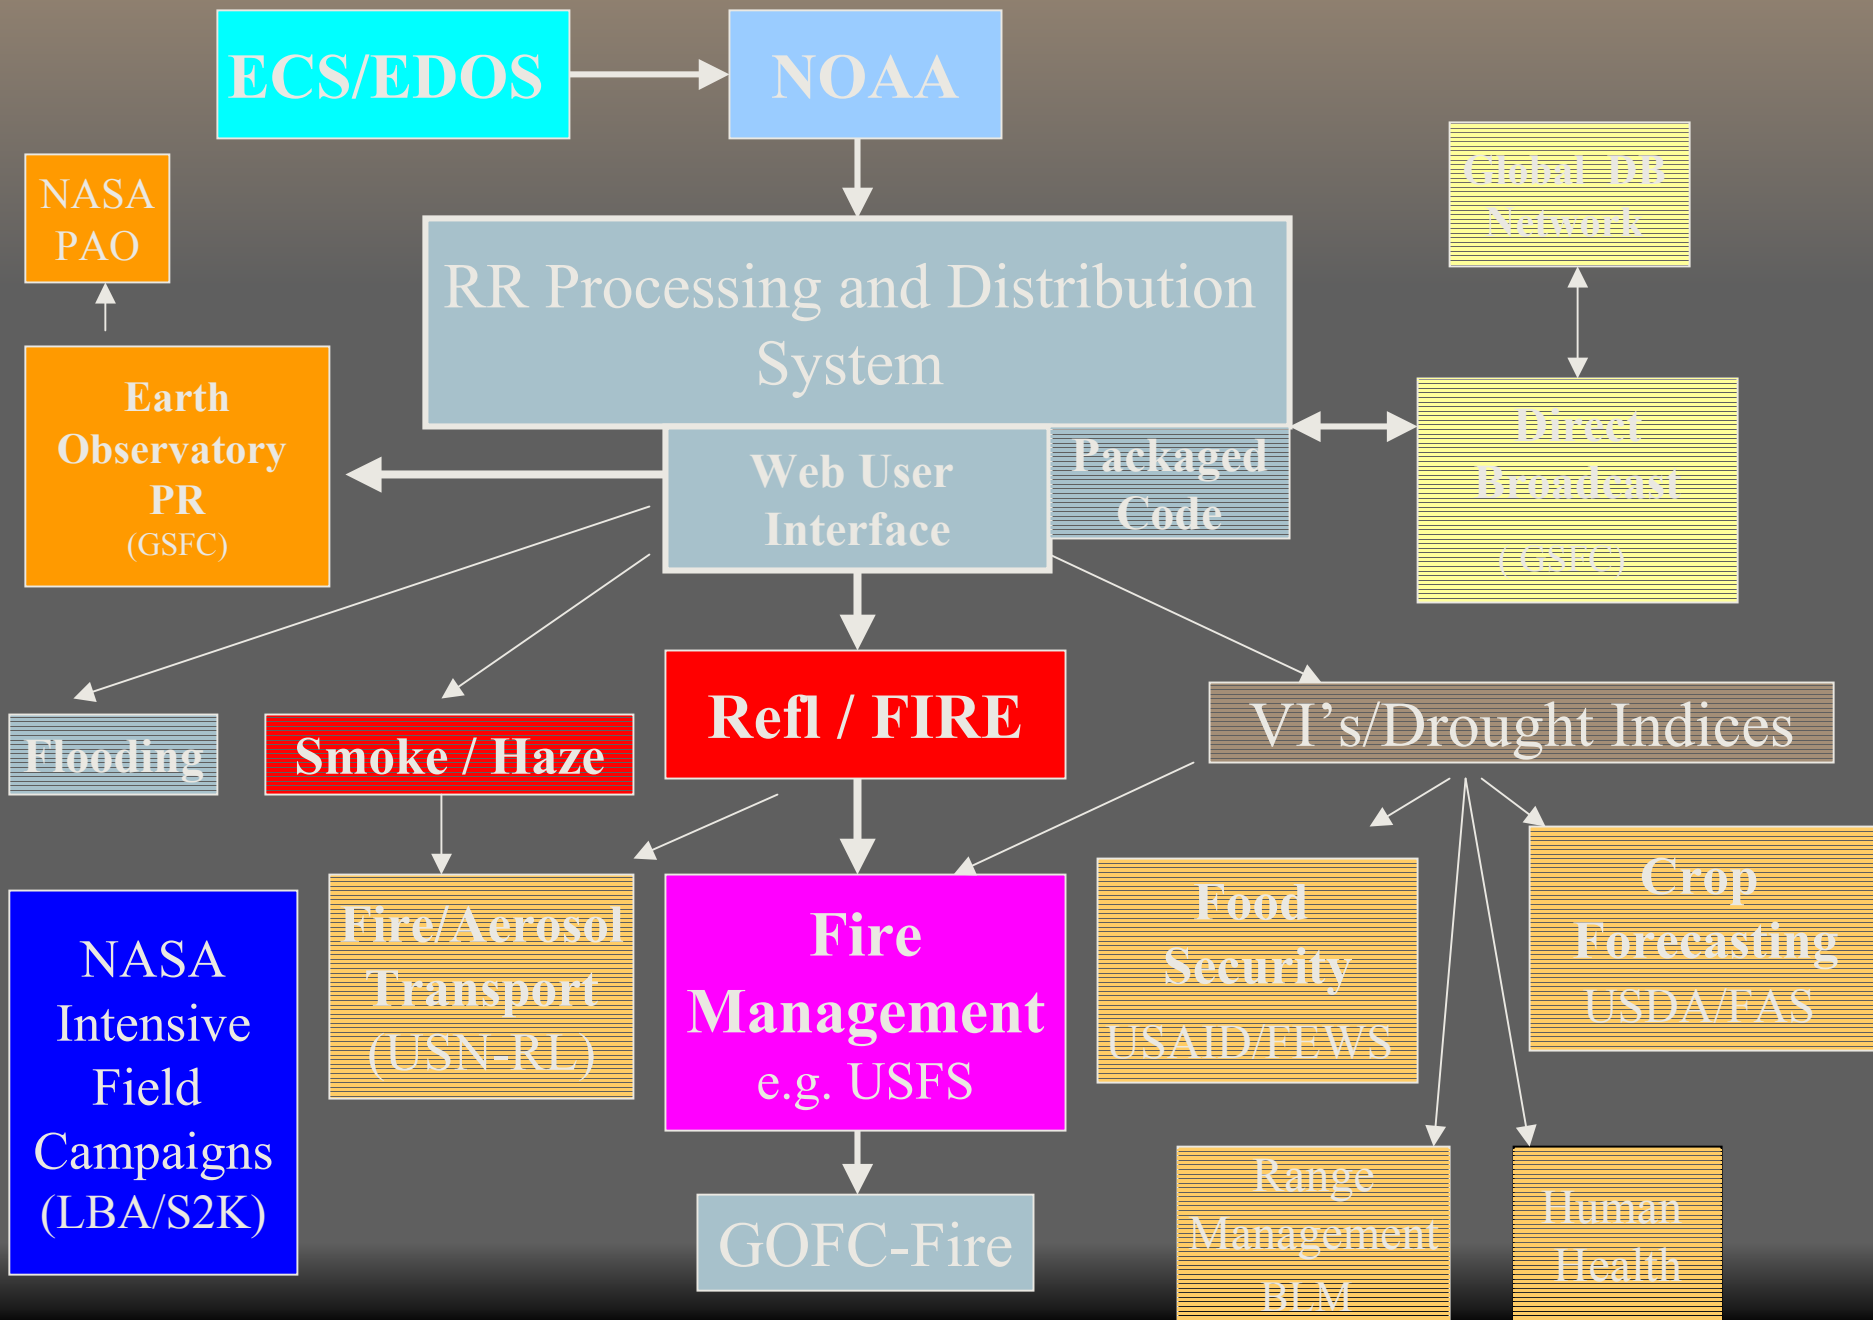 ECS/EDOS
NOAA
NASA
PAO
Global DB
Network
RR Processing and Distribution
System
Earth
Observatory
PR
(GSFC)
Web User
Interface
Packaged
Code
Direct
Broadcast
( GSFC)
Flooding
Smoke / Haze
Refl / FIRE
VI's/Drought Indices
NASA
Intensive
Field
Campaigns
(LBA/S2K)
Fire/Aerosol
Transport
(USN-RL)
Fire
Management
e.g. USFS
Food
Security
USAID/FEWS
Crop
Forecasting
USDA/FAS
GOFC-Fire
Range
Management
BLM
Human
Health